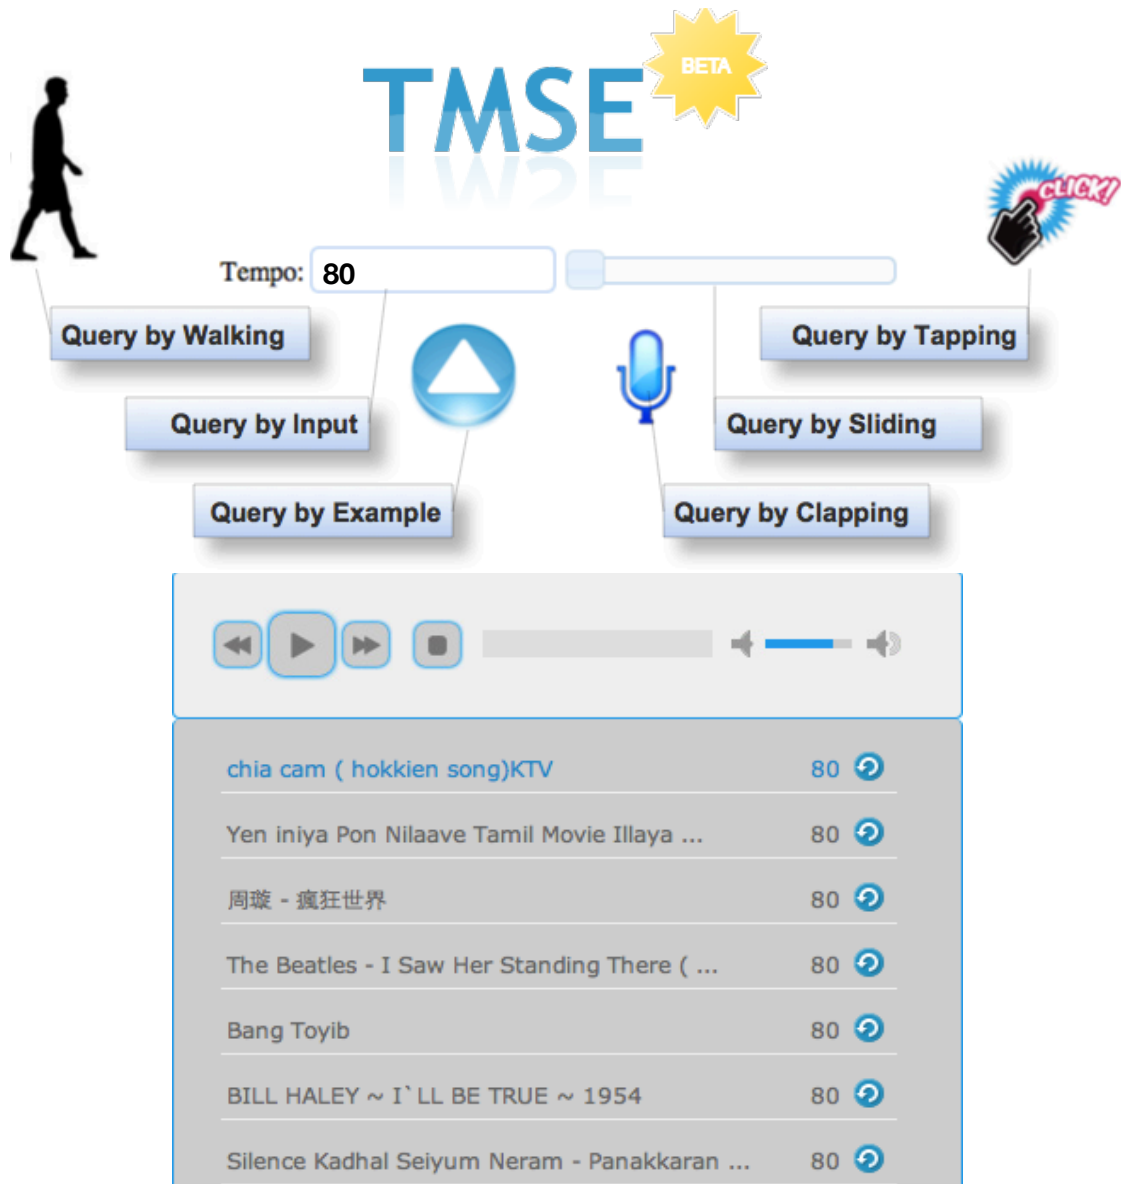 TMSE
BETA
CLICK!
Tempo: 80
Query by Walking
Query by Tapping
Query by Input
Query by Sliding
Query by Example
Query by Clapping
chia cam ( hokkien song)KTV 80
Yen iniya Pon Nilaave Tamil Movie Illaya ... 80
周璇 - 瘋狂世界 80
The Beatles - I Saw Her Standing There ( ... 80
Bang Toyib 80
BILL HALEY ~ I`LL BE TRUE ~ 1954 80
Silence Kadhal Seiyum Neram - Panakkaran ... 80